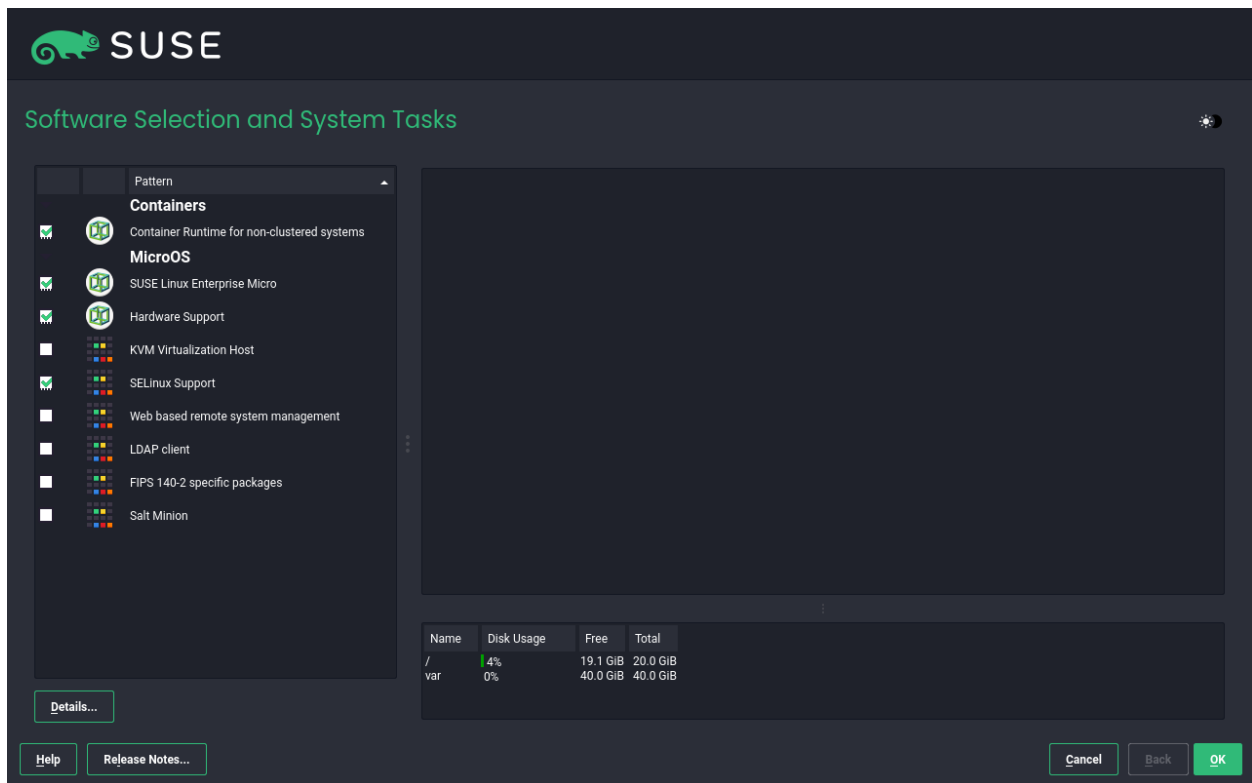 SUSE
Software Selection and System Tasks
Pattern
Containers
Container Runtime for non-clustered systems
MicroOS
SUSE Linux Enterprise Micro
Hardware Support
KVM Virtualization Host
SELinux Support
Web based remote system management
LDAP client
FIPS 140-2 specific packages
Salt Minion
Name Disk Usage Free Total
/ 4% 19.1 GiB 20.0 GiB
var 0% 40.0 GiB 40.0 GiB
Details...
Help Release Notes... Cancel Back OK